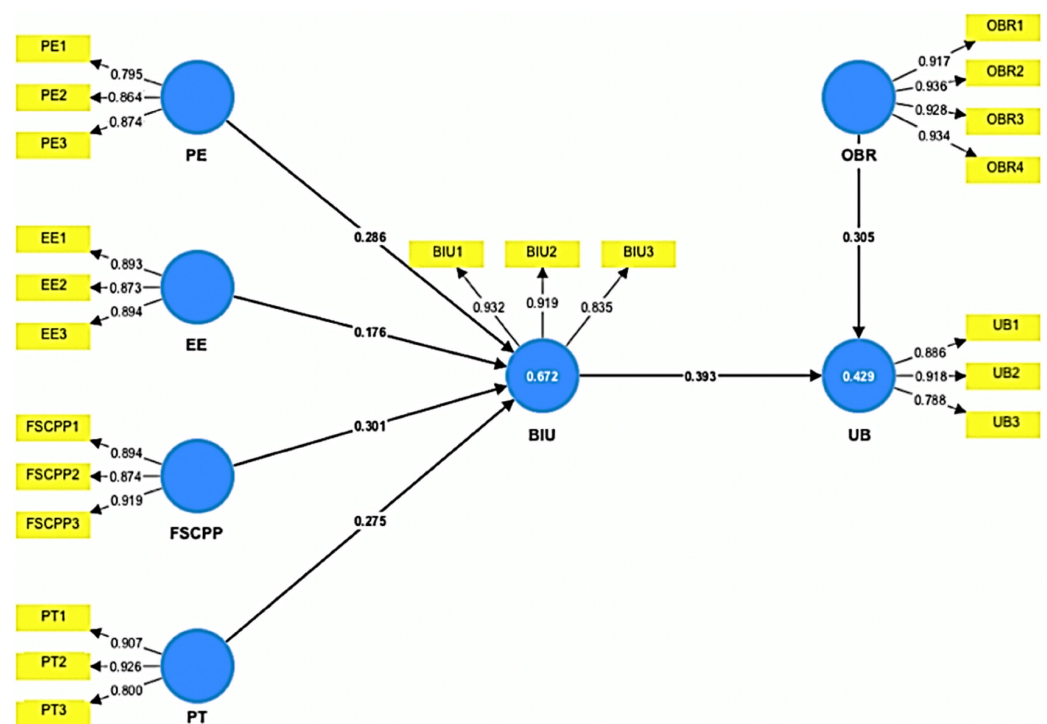 PE1
0.795
PE2
0.864
PE3
0.874
PE
OBR1
0.917
OBR2
0.936
OBR3
0.928
OBR4
0.934
OBR
EE1
0.893
EE2
0.873
EE3
0.894
EE
0.286
0.176
BIU1
BIU2
BIU3
0.932
0.919
0.835
0.305
0.672
BIU
0.393
0.429
UB
UB1
0.886
UB2
0.918
UB3
0.788
FSCPP1
0.894
FSCPP2
0.874
FSCPP3
0.919
FSCPP
0.301
0.275
PT1
0.907
PT2
0.926
PT3
0.800
PT